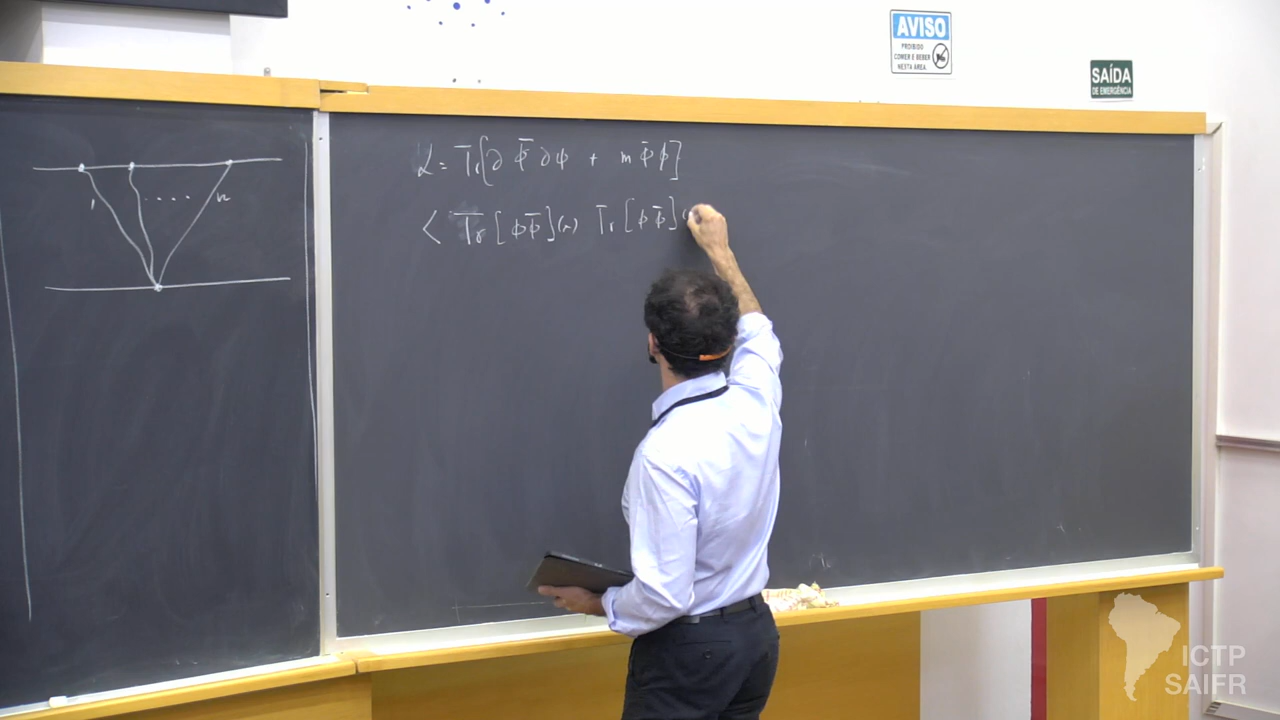 AVISO
PROIBIDO
COMER E BEBER
NESTA ÁREA.
SAÍDA
DE EMERGÊNCIA
1 .... n
L = Tr[∂ Φ̄ ∂φ + m Φ̄ φ]
< Tr [φΦ̄](x) Tr [φΦ̄](
ICTP
SAIFR